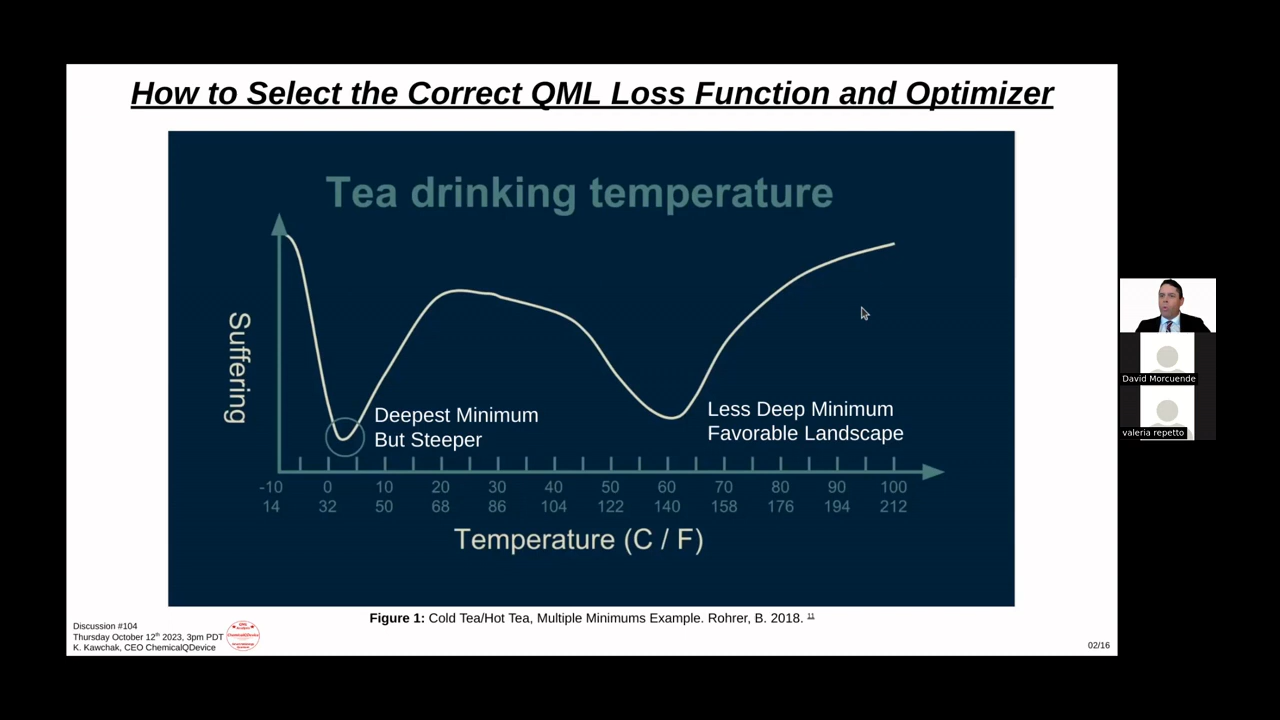 How to Select the Correct QML Loss Function and Optimizer
Tea drinking temperature
Suffering
Deepest Minimum
But Steeper
Less Deep Minimum
Favorable Landscape
-10 0 10 20 30 40 50 60 70 80 90 100
14 32 50 68 86 104 122 140 158 176 194 212
Temperature (C / F)
Figure 1: Cold Tea/Hot Tea, Multiple Minimums Example. Rohrer, B. 2018. 11
Discussion #104
Thursday October 12th 2023, 3pm PDT
K. Kawchak, CEO ChemicalQDevice
ChemicalQDevice
02/16
David Morcuende
valeria repetto